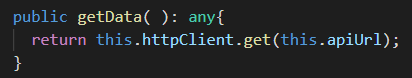 public getData( ): any{
  return this.httpClient.get(this.apiUrl);
}